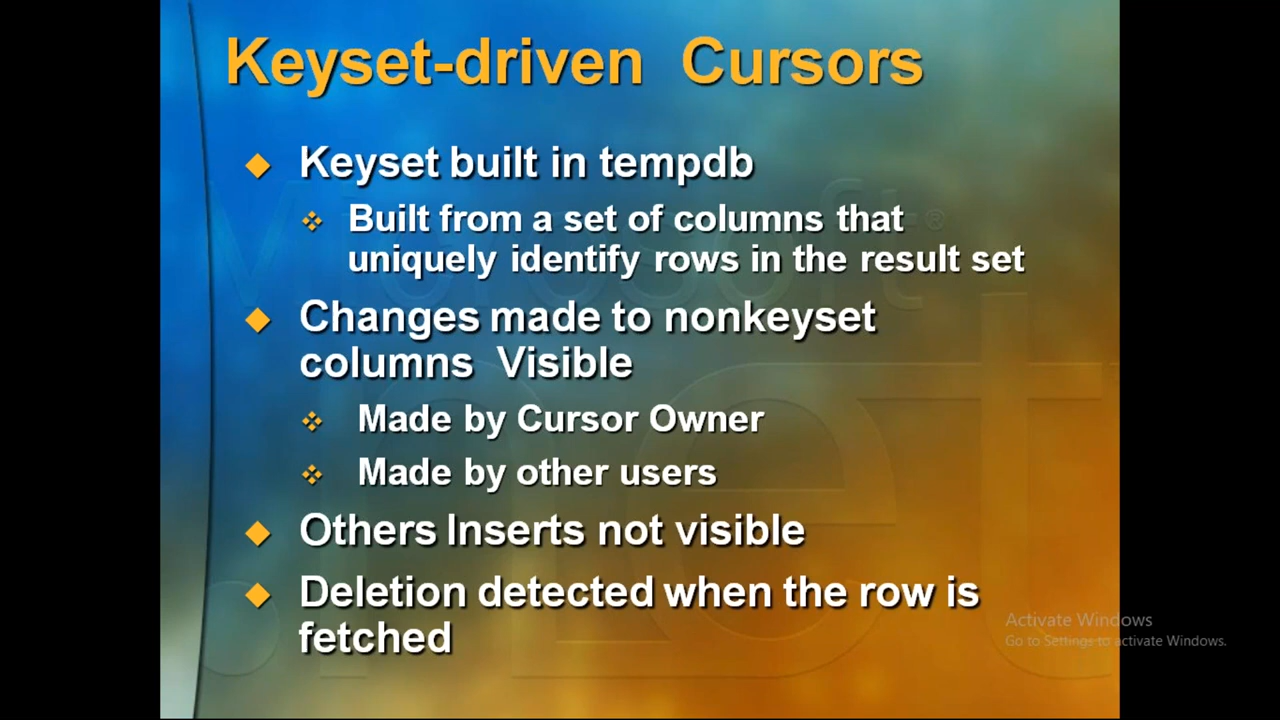 Keyset-driven Cursors
Keyset built in tempdb
Built from a set of columns that
uniquely identify rows in the result set
Changes made to nonkeyset
columns Visible
Made by Cursor Owner
Made by other users
Others Inserts not visible
Deletion detected when the row is
fetched
Activate Windows
Go to Settings to activate Windows.
Microsoft®
.net